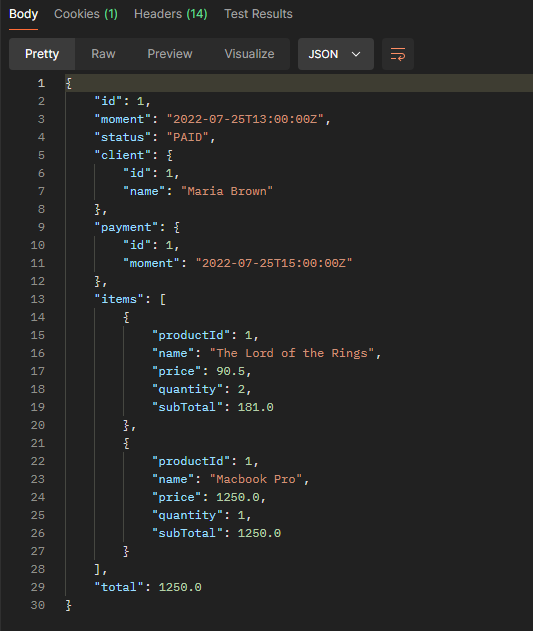 Body Cookies (1) Headers (14) Test Results
Pretty Raw Preview Visualize JSON
1 {
2 "id": 1,
3 "moment": "2022-07-25T13:00:00Z",
4 "status": "PAID",
5 "client": {
6 "id": 1,
7 "name": "Maria Brown"
8 },
9 "payment": {
10 "id": 1,
11 "moment": "2022-07-25T15:00:00Z"
12 },
13 "items": [
14 {
15 "productId": 1,
16 "name": "The Lord of the Rings",
17 "price": 90.5,
18 "quantity": 2,
19 "subTotal": 181.0
20 },
21 {
22 "productId": 1,
23 "name": "Macbook Pro",
24 "price": 1250.0,
25 "quantity": 1,
26 "subTotal": 1250.0
27 }
28 ],
29 "total": 1250.0
30 }